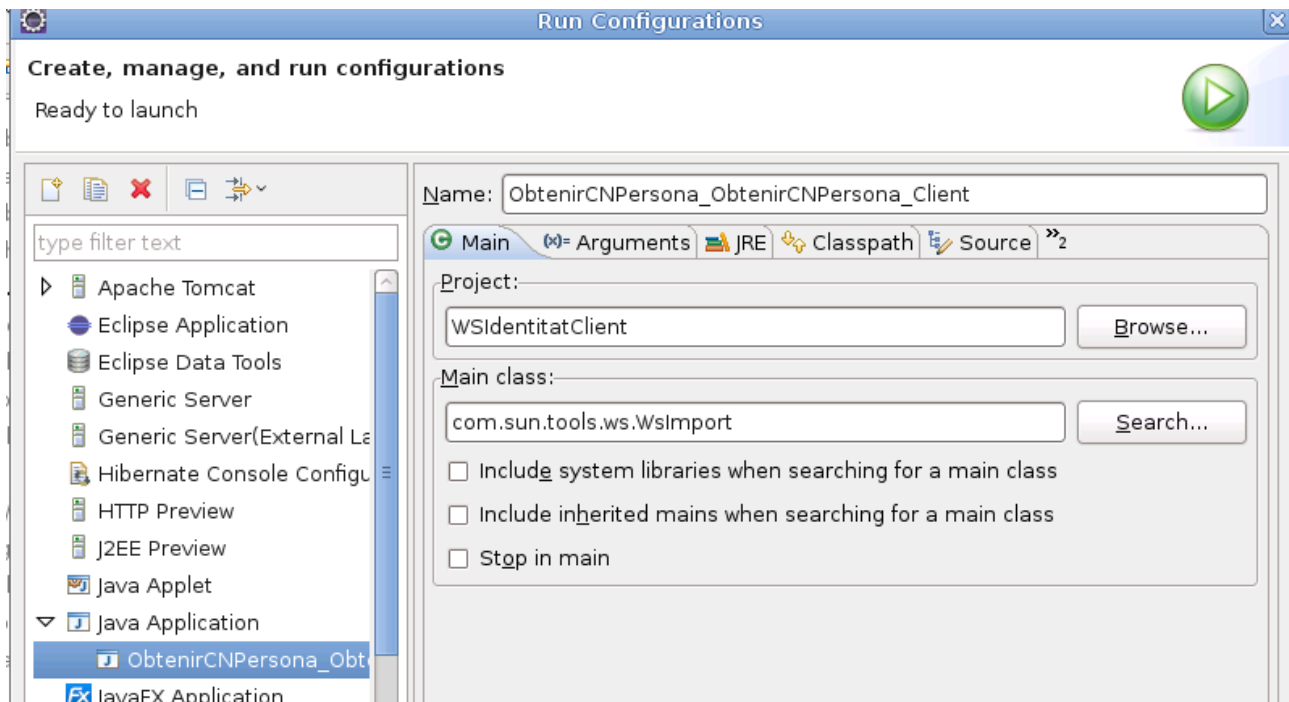 Run Configurations
Create, manage, and run configurations
Ready to launch
type filter text
Apache Tomcat
Eclipse Application
Eclipse Data Tools
Generic Server
Generic Server(External La
Hibernate Console Configu
HTTP Preview
J2EE Preview
Java Applet
Java Application
ObtenirCNPersona_Obt
JavaFX Application
Name: ObtenirCNPersona_ObtenirCNPersona_Client
Main (x)= Arguments JRE Classpath Source »2
Project:
WSIdentitatClient Browse...
Main class:
com.sun.tools.ws.WsImport Search...
Include system libraries when searching for a main class
Include inherited mains when searching for a main class
Stop in main